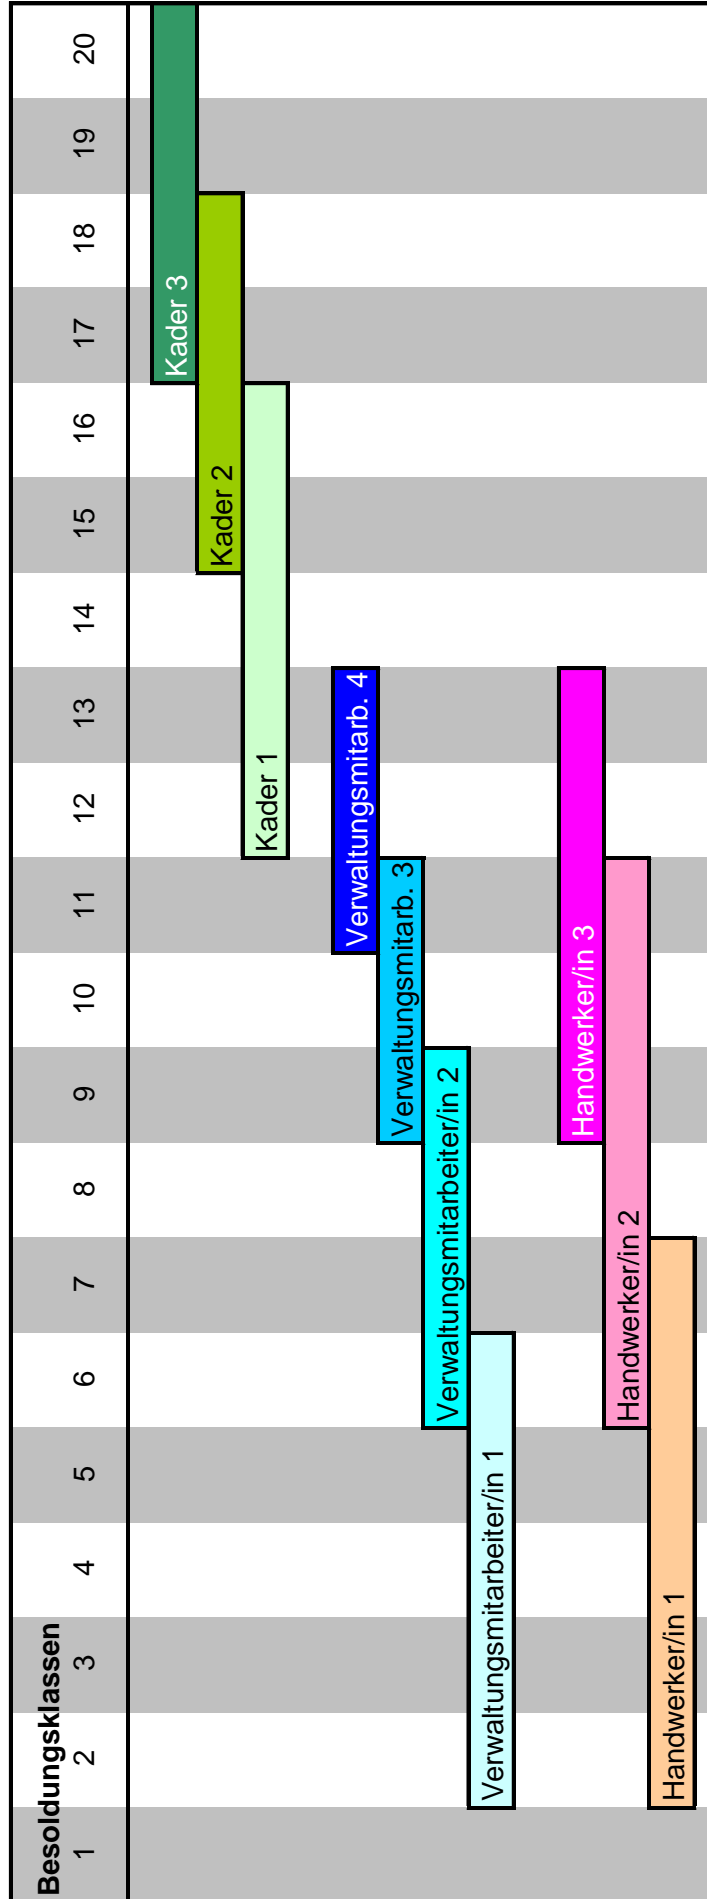 Besoldungsklassen
1 2 3 4 5 6 7 8 9 10 11 12 13 14 15 16 17 18 19 20
Kader 3
Kader 2
Kader 1
Verwaltungsmitarb. 4
Verwaltungsmitarb. 3
Verwaltungsmitarbeiter/in 2
Verwaltungsmitarbeiter/in 1
Handwerker/in 3
Handwerker/in 2
Handwerker/in 1